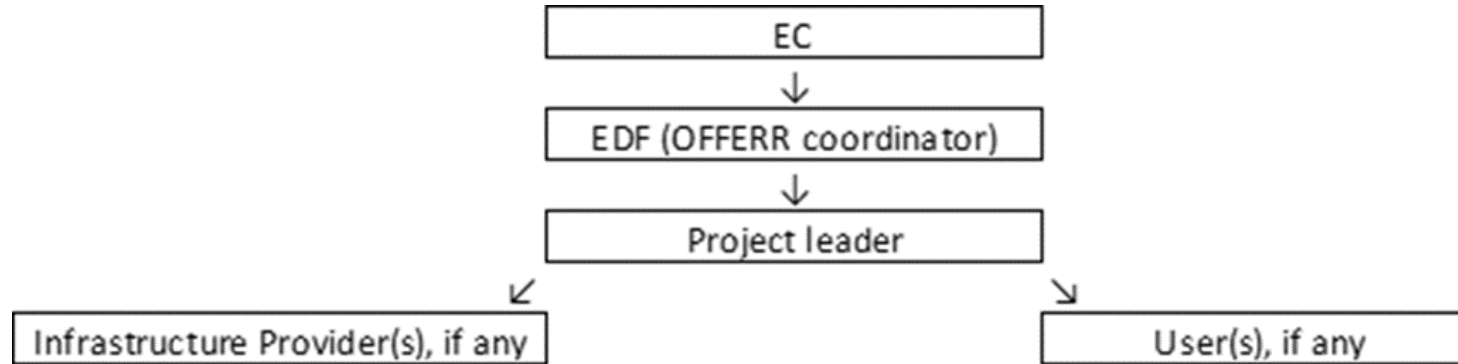 EC
↓
EDF (OFFERR coordinator)
↓
Project leader
↙ ↘
Infrastructure Provider(s), if any
User(s), if any